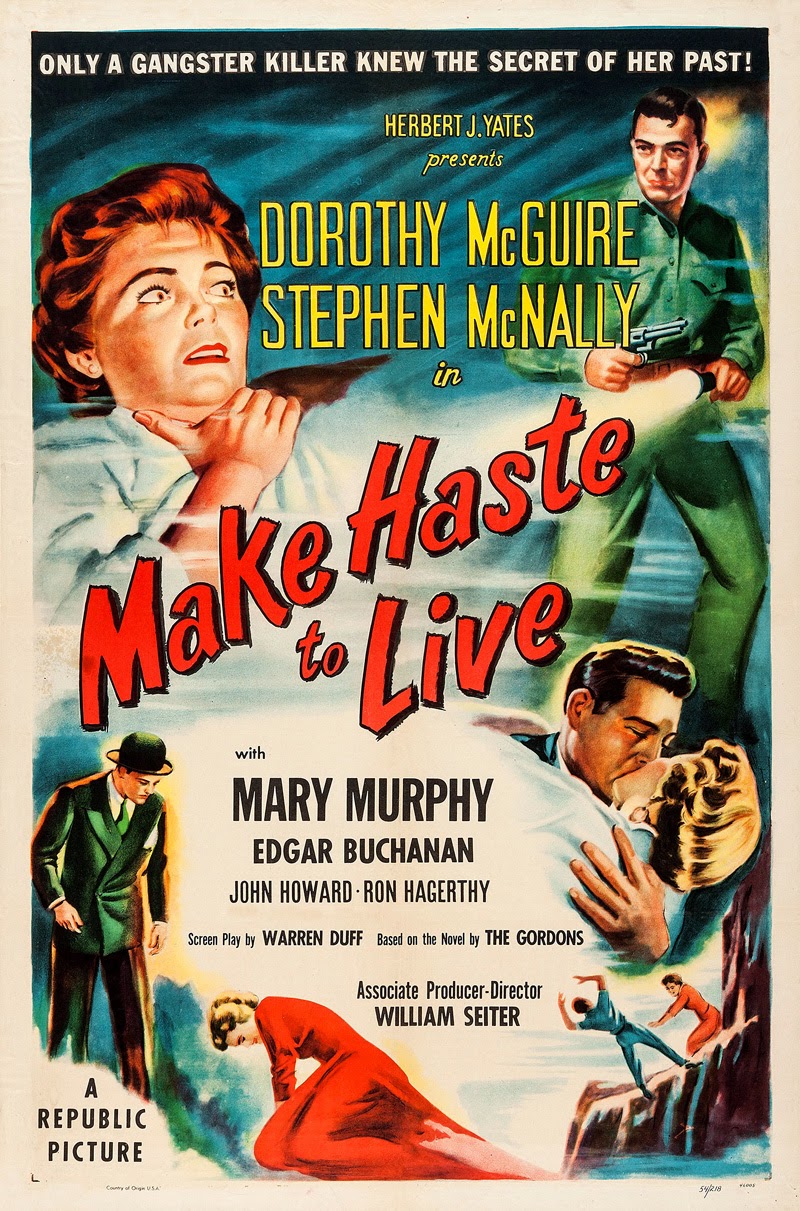 ONLY A GANGSTER KILLER KNEW THE SECRET OF HER PAST!
HERBERT J. YATES
presents
DOROTHY McGUIRE
STEPHEN McNALLY
in
Make Haste
to Live
with
MARY MURPHY
EDGAR BUCHANAN
JOHN HOWARD · RON HAGERTHY
Screen Play by WARREN DUFF Based on the Novel by THE GORDONS
Associate Producer-Director
WILLIAM SEITER
A
REPUBLIC
PICTURE
Country of Origin U.S.A.
54/218